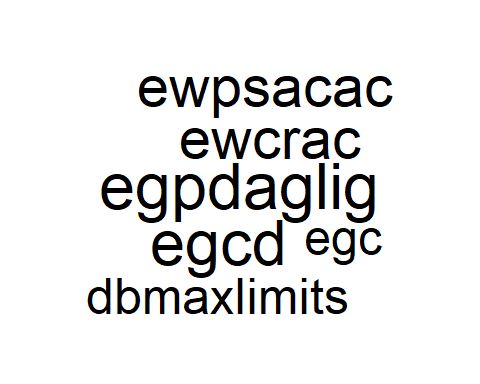 ewpsacac
ewcrac
egpdaglig
egcd egc
dbmaxlimits